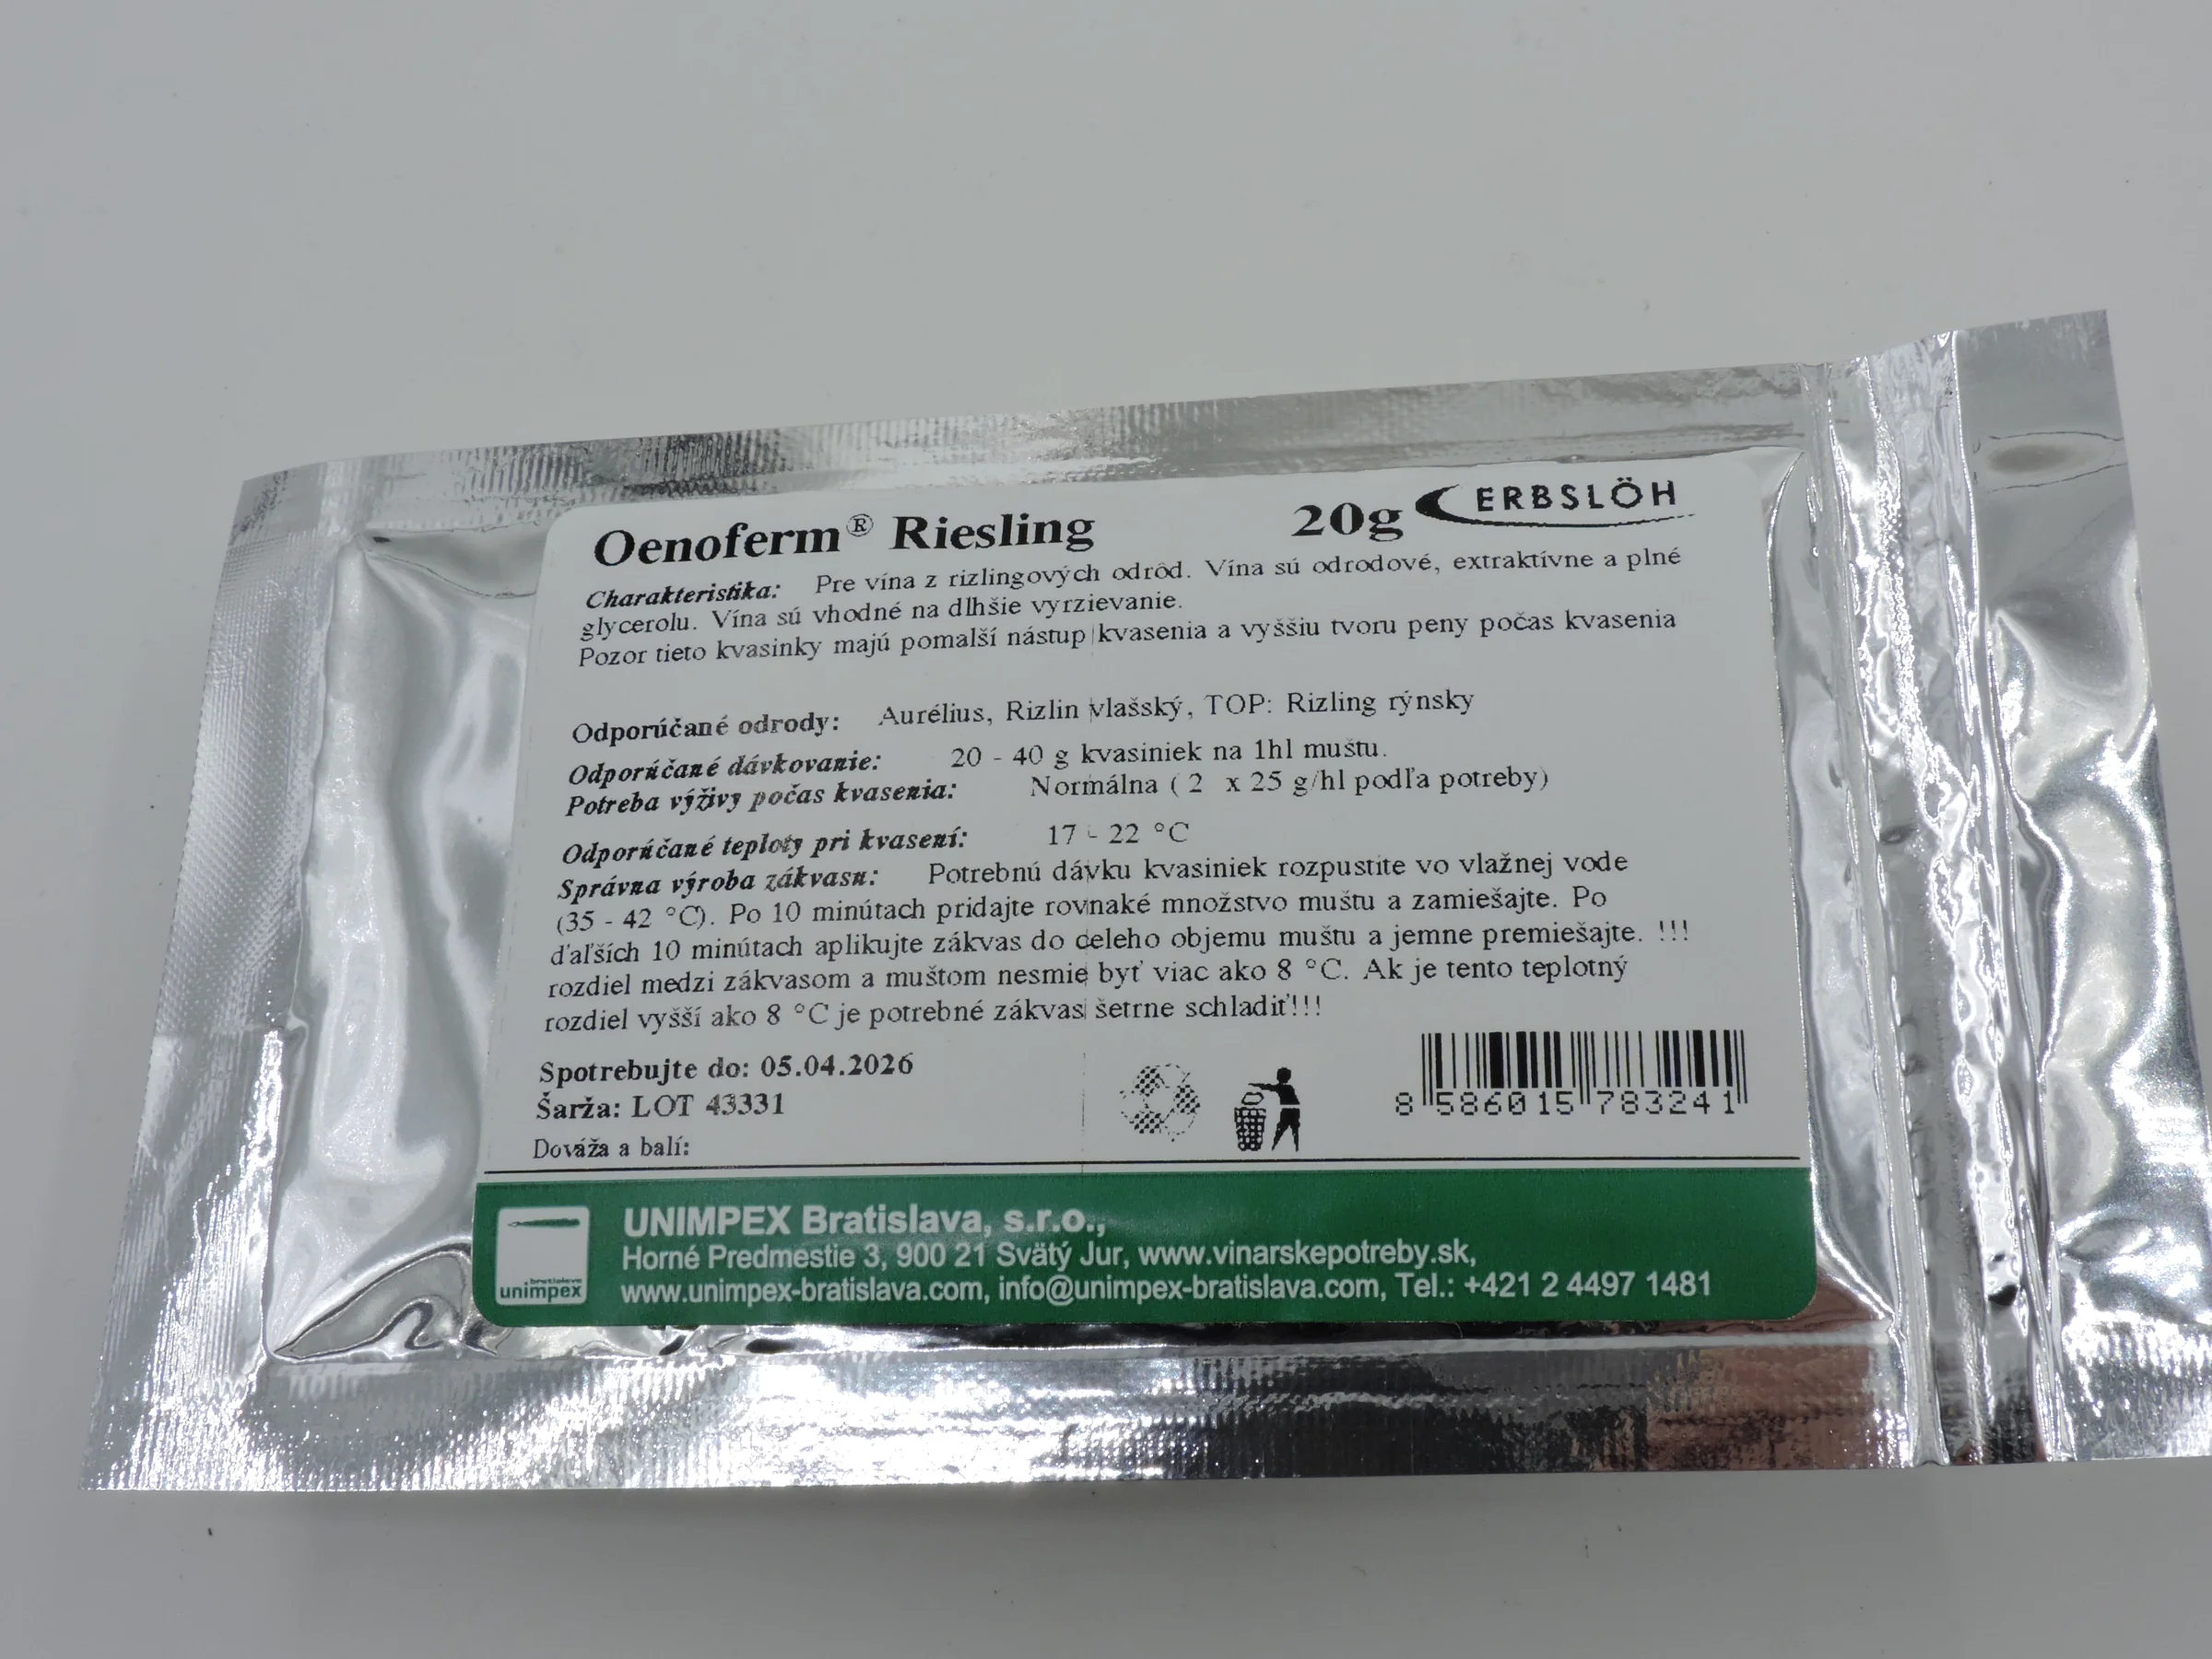 Oenoferm® Riesling 20g ERBSLÖH
Charakteristika: Pre vína z rizlingových odrôd. Vína sú odrodové, extraktívne a plné
glycerolu. Vína sú vhodné na dlhšie vyrzievanie.
Pozor tieto kvasinky majú pomalší nástup kvasenia a vyššiu tvoru peny počas kvasenia
Odporúčané odrody: Aurélius, Rizlin vlašský, TOP: Rizling rýnsky
Odporúčané dávkovanie: 20 - 40 g kvasiniek na 1hl muštu.
Potreba výživy počas kvasenia: Normálna ( 2 x 25 g/hl podľa potreby)
Odporúčané teploty pri kvasení: 17 - 22 °C
Správna výroba zákvasu: Potrebnú dávku kvasiniek rozpustite vo vlažnej vode
(35 - 42 °C). Po 10 minútach pridajte rovnaké množstvo muštu a zamiešajte. Po
ďaľších 10 minútach aplikujte zákvas do celeho objemu muštu a jemne premiešajte. !!!
rozdiel medzi zákvasom a muštom nesmie byť viac ako 8 °C. Ak je tento teplotný
rozdiel vyšší ako 8 °C je potrebné zákvas šetrne schladiť!!!
Spotrebujte do: 05.04.2026
Šarža: LOT 43331
Dováža a balí:
8 586015 783241
UNIMPEX Bratislava, s.r.o.,
Horné Predmestie 3, 900 21 Svätý Jur, www.vinarskepotreby.sk,
www.unimpex-bratislava.com, info@unimpex-bratislava.com, Tel.: +421 2 4497 1481
bratislava
unimpex